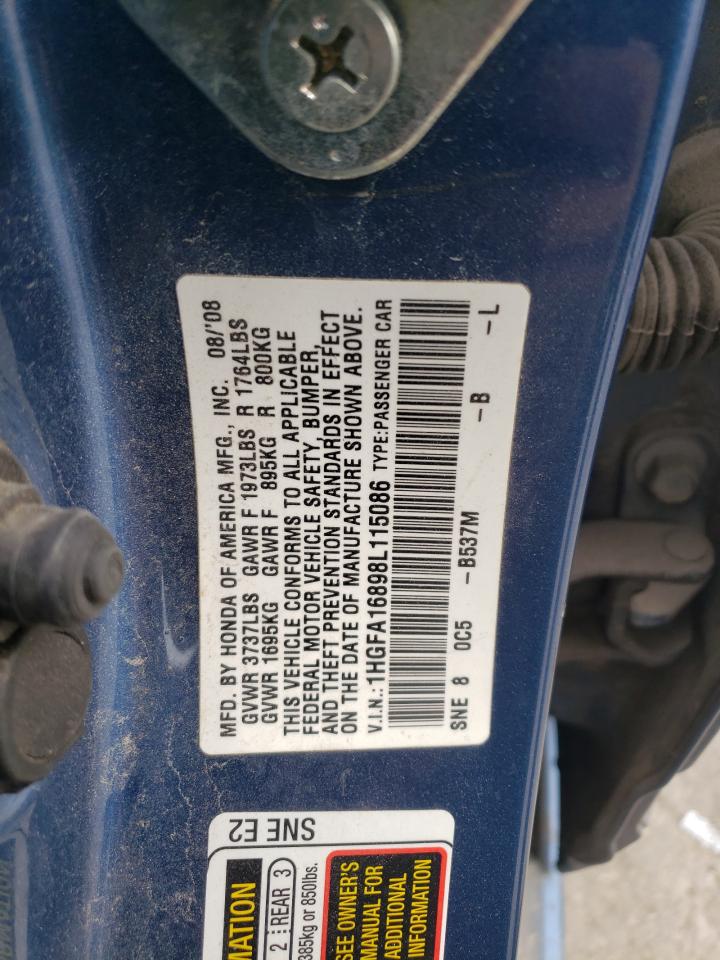 MFD. BY HONDA OF AMERICA MFG., INC. 08/'08
GVWR 3737LBS GAWR F 1973LBS R 1764LBS
GVWR 1695KG GAWR F 895KG R 800KG
THIS VEHICLE CONFORMS TO ALL APPLICABLE
FEDERAL MOTOR VEHICLE SAFETY, BUMPER,
AND THEFT PREVENTION STANDARDS IN EFFECT
ON THE DATE OF MANUFACTURE SHOWN ABOVE.
V.I.N.: 1HGFA16898L115086 TYPE:PASSENGER CAR
SNE 8 0C5 -B537M -B -L
SNE E2
MATION
2 REAR 3
385kg or 850lbs.
SEE OWNER'S
MANUAL FOR
ADDITIONAL
INFORMATION